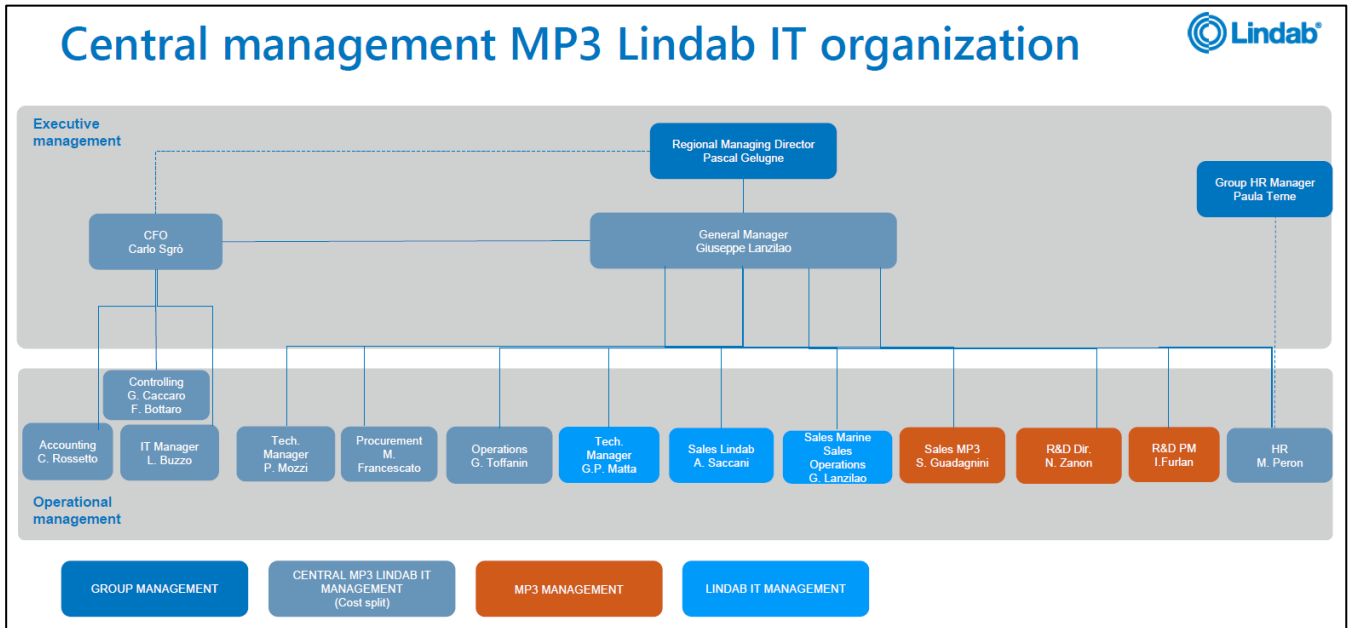 Central management MP3 Lindab IT organization
Lindab®
Executive
management
Regional Managing Director
Pascal Gelugne
Group HR Manager
Paula Terne
CFO
Carlo Sgrò
General Manager
Giuseppe Lanzilao
Controlling
G. Caccaro
F. Bottaro
Accounting
C. Rossetto
IT Manager
L. Buzzo
Tech.
Manager
P. Mozzi
Procurement
M.
Francescato
Operations
G. Toffanin
Tech.
Manager
G.P. Matta
Sales Lindab
A. Saccani
Sales Marine
Sales
Operations
G. Lanzilao
Sales MP3
S. Guadagnini
R&D Dir.
N. Zanon
R&D PM
I.Furlan
HR
M. Peron
Operational
management
GROUP MANAGEMENT
CENTRAL MP3 LINDAB IT
MANAGEMENT
(Cost split)
MP3 MANAGEMENT
LINDAB IT MANAGEMENT